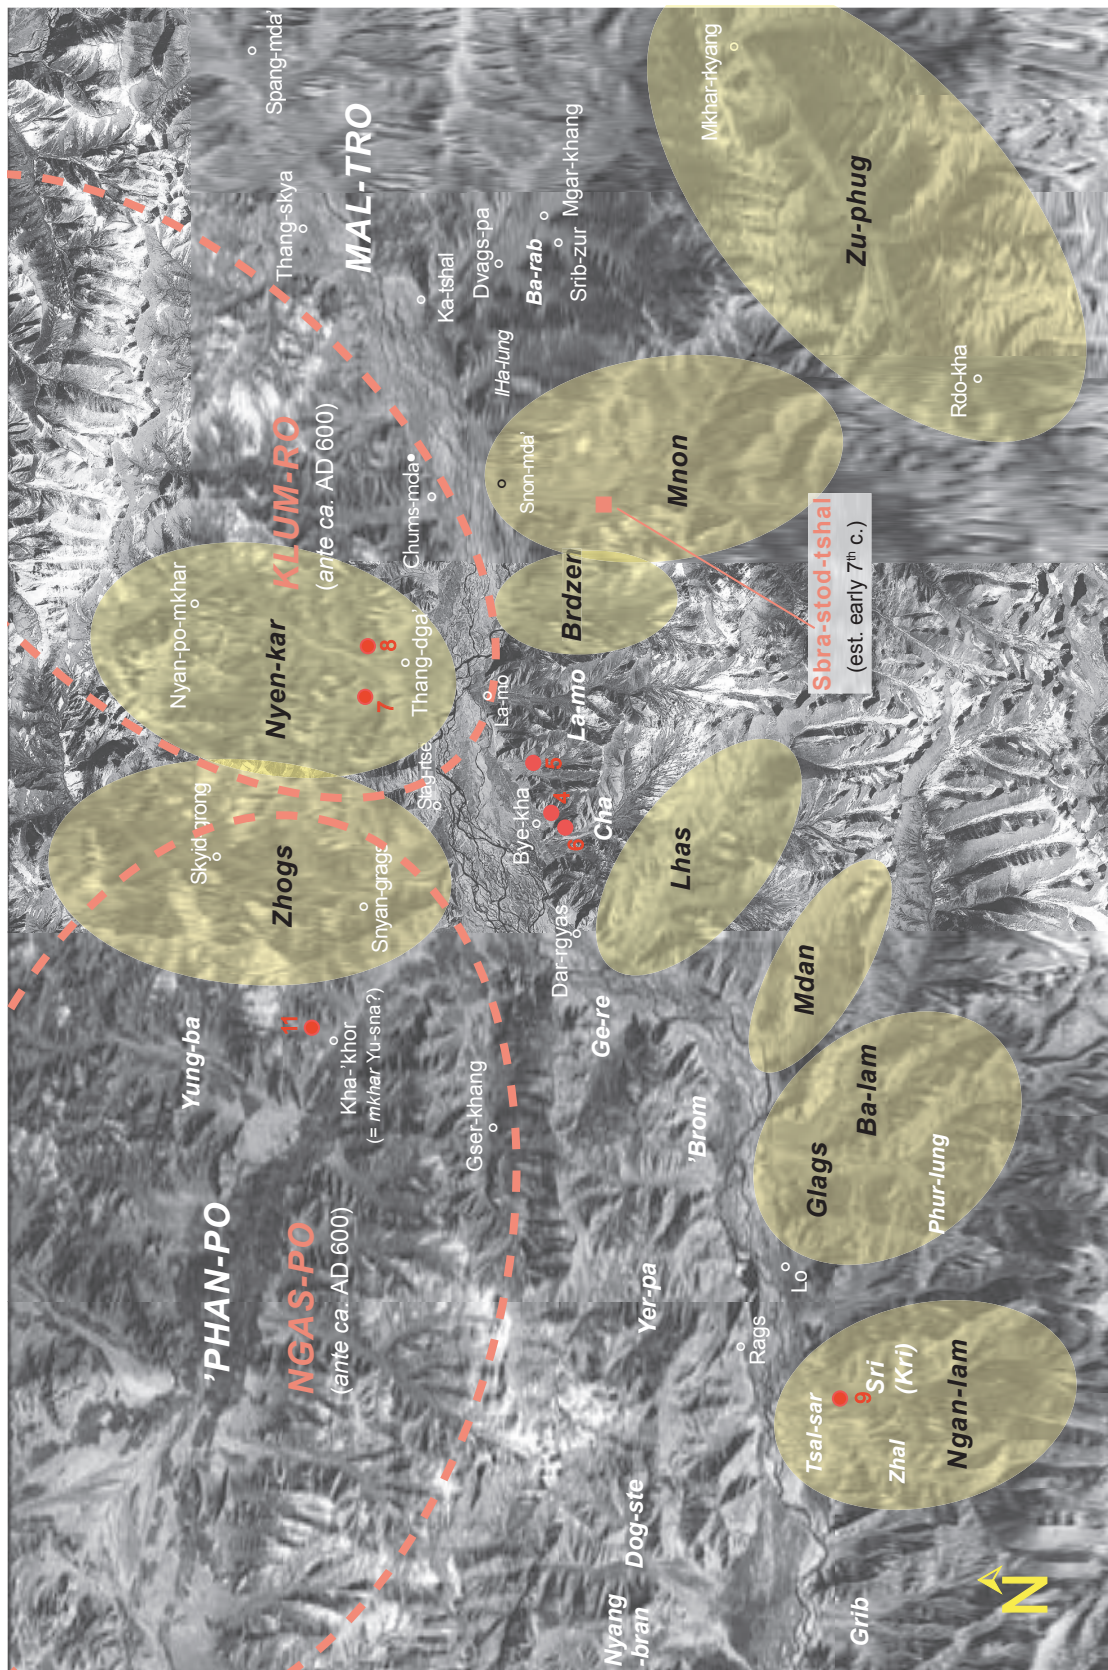 Spang-mda'
Thang-skya
MAL-TRO
Mkhar-rkyang
Ka-tshal
Dvags-pa
Ba-rab
Srib-zur
Mgar-khang
Zu-phug
lHa-lung
Rdo-kha
KLUM-RO
(ante ca. AD 600)
Chums-mda'
Snon-mda'
Mnon
Nyan-po-mkhar
Nyen-kar
8
7
Thang-dga'
Brdzen
Sbra-stod-tshal
(est. early 7th c.)
La-mo
La-mo
Stag-rtse
5
4
6
Bye-kha
Cha
Skyid-grong
Zhogs
Snyan-grags
Lhas
Dar-rgyas
Mdan
Yung-ba
11
Kha-'khor
(= mkhar Yu-sna?)
Ge-re
Gser-khang
'Brom
Ba-lam
Glags
Phur-lung
'PHAN-PO
NGAS-PO
(ante ca. AD 600)
Yer-pa
Lo
Rags
Tsal-sar
9
Sri
(Kri)
Zhal
Ngan-lam
Dog-ste
Nyang
-bran
Grib
N